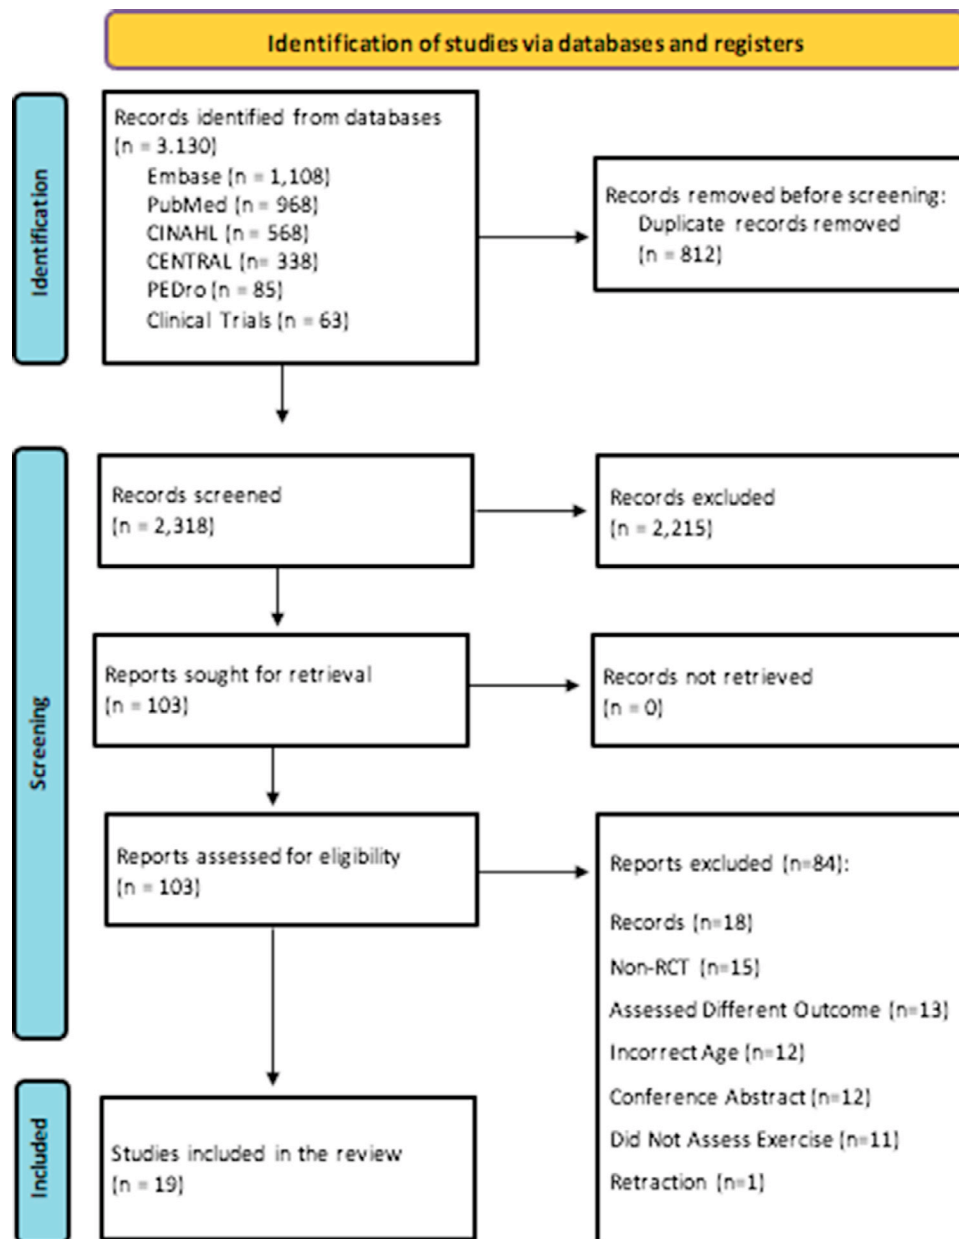 Identification of studies via databases and registers
Identification
Records identified from databases
(n = 3.130)
Embase (n = 1,108)
PubMed (n = 968)
CINAHL (n = 568)
CENTRAL (n= 338)
PEDro (n = 85)
Clinical Trials (n = 63)
Records removed before screening:
Duplicate records removed
(n = 812)
Screening
Records screened
(n = 2,318)
Records excluded
(n = 2,215)
Reports sought for retrieval
(n = 103)
Records not retrieved
(n = 0)
Reports assessed for eligibility
(n = 103)
Reports excluded (n=84):
Records (n=18)
Non-RCT (n=15)
Assessed Different Outcome (n=13)
Incorrect Age (n=12)
Conference Abstract (n=12)
Did Not Assess Exercise (n=11)
Retraction (n=1)
Included
Studies included in the review
(n = 19)